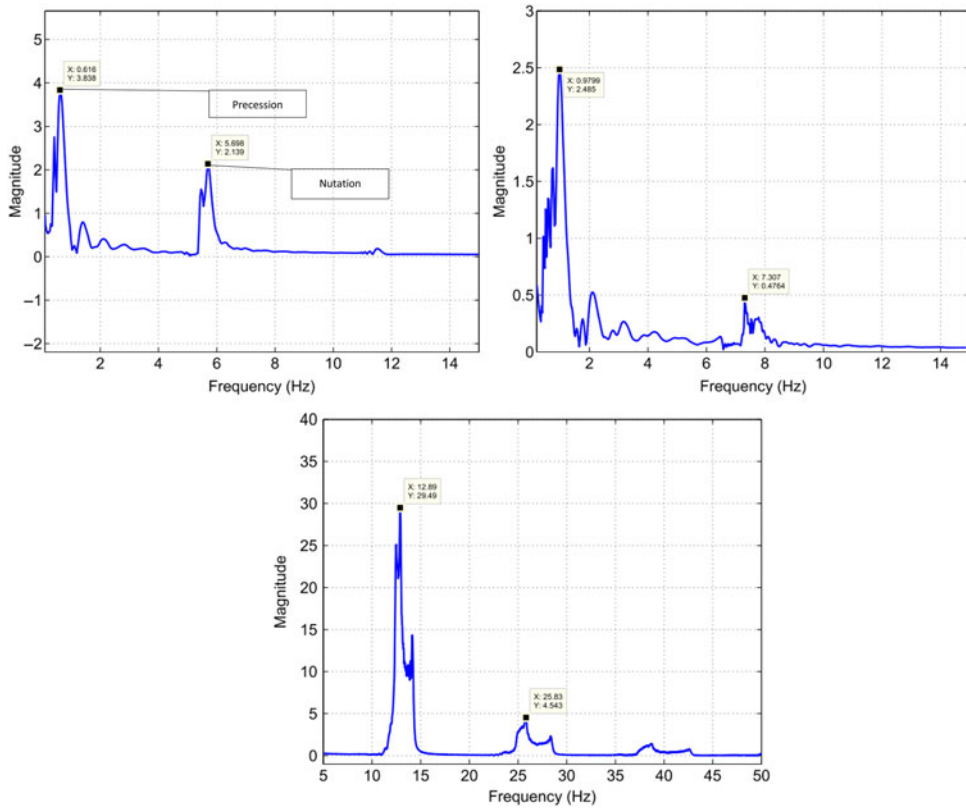 5
4
3
2
1
0
−1
−2
2
4
6
8
10
12
14
Magnitude
Frequency (Hz)
X: 0.616
Y: 3.838
Precession
X: 5.698
Y: 2.139
Nutation
3
2.5
2
1.5
1
0.5
0
2
4
6
8
10
12
14
Magnitude
Frequency (Hz)
X: 0.9799
Y: 2.485
X: 7.307
Y: 0.4764
40
35
30
25
20
15
10
5
0
5
10
15
20
25
30
35
40
45
50
Magnitude
Frequency (Hz)
X: 12.89
Y: 29.49
X: 25.83
Y: 4.543